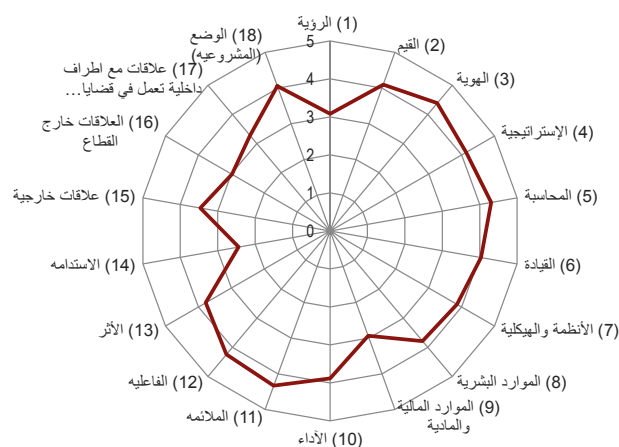 (1) الرؤية
(2) القيم
(3) الهوية
(4) الإستراتيجية
(5) المحاسبة
(6) القيادة
(7) الأنظمة والهيكلية
(8) الموارد البشرية
(9) الموارد المالية
والمادية
(10) الآداء
(11) الملائمه
(12) الفاعليه
(13) الأثر
(14) الاستدامه
(15) علاقات خارجية
(16) العلاقات خارج
القطاع
(17) علاقات مع اطراف
داخلية تعمل في قضايا...
(18) الوضع
(المشروعيه)
5
4
3
2
1
0